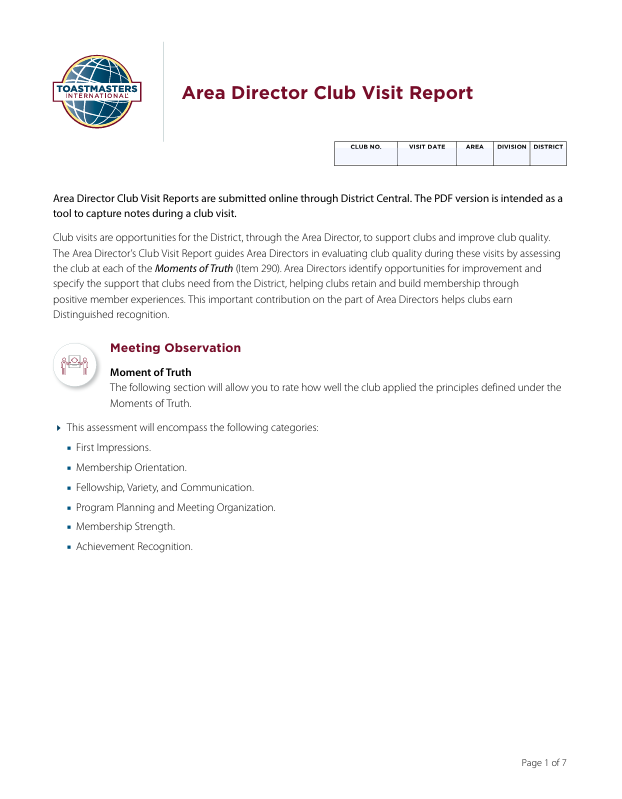 TOASTMASTERS
INTERNATIONAL
Area Director Club Visit Report
CLUB NO. VISIT DATE AREA DIVISION DISTRICT
Area Director Club Visit Reports are submitted online through District Central. The PDF version is intended as a
tool to capture notes during a club visit.
Club visits are opportunities for the District, through the Area Director, to support clubs and improve club quality.
The Area Director's Club Visit Report guides Area Directors in evaluating club quality during these visits by assessing
the club at each of the Moments of Truth (Item 290). Area Directors identify opportunities for improvement and
specify the support that clubs need from the District, helping clubs retain and build membership through
positive member experiences. This important contribution on the part of Area Directors helps clubs earn
Distinguished recognition.
Meeting Observation
Moment of Truth
The following section will allow you to rate how well the club applied the principles defined under the
Moments of Truth.
This assessment will encompass the following categories:
First Impressions.
Membership Orientation.
Fellowship, Variety, and Communication.
Program Planning and Meeting Organization.
Membership Strength.
Achievement Recognition.
Page 1 of 7